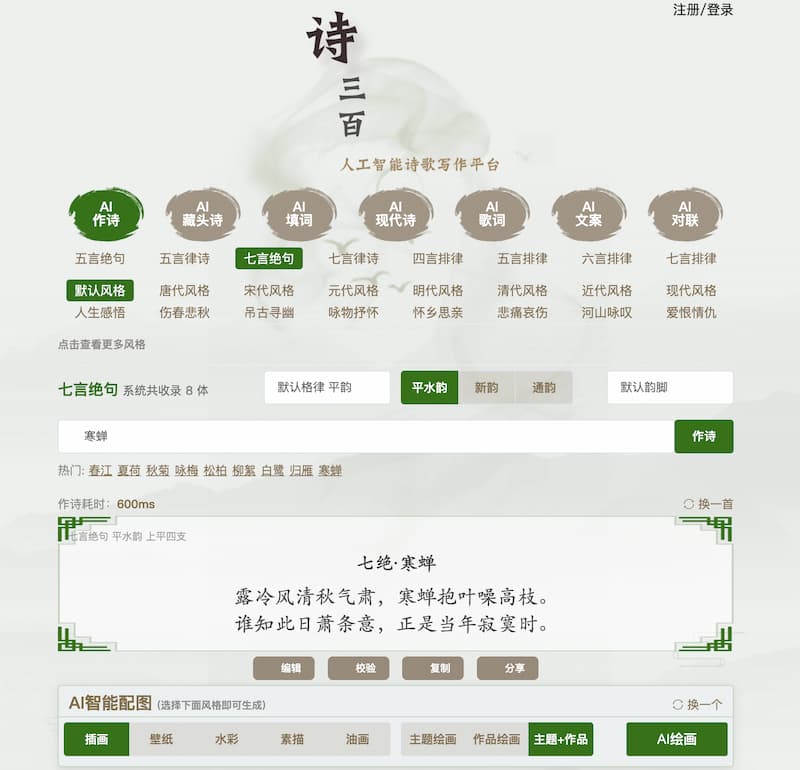 注册/登录
诗
三
百
人工智能诗歌写作平台
AI 作诗 AI 藏头诗 AI 填词 AI 现代诗 AI 歌词 AI 文案 AI 对联
五言绝句 五言律诗 七言绝句 七言律诗 四言排律 五言排律 六言排律 七言排律
默认风格 唐代风格 宋代风格 元代风格 明代风格 清代风格 近代风格 现代风格
人生感悟 伤春悲秋 吊古寻幽 咏物抒怀 怀乡思亲 悲痛哀伤 河山咏叹 爱恨情仇
点击查看更多风格
七言绝句 系统共收录 8 体 默认格律 平韵 平水韵 新韵 通韵 默认韵脚
寒蝉 作诗
热门: 春江 夏荷 秋菊 咏梅 松柏 柳絮 白鹭 归雁 寒蝉
作诗耗时: 600ms 换一首
七言绝句 平水韵 上平四支
七绝·寒蝉
露冷风清秋气肃，寒蝉抱叶噪高枝。
谁知此日萧条意，正是当年寂寞时。
编辑 校验 复制 分享
AI智能配图 (选择下面风格即可生成) 换一个
插画 壁纸 水彩 素描 油画 主题绘画 作品绘画 主题+作品 AI绘画